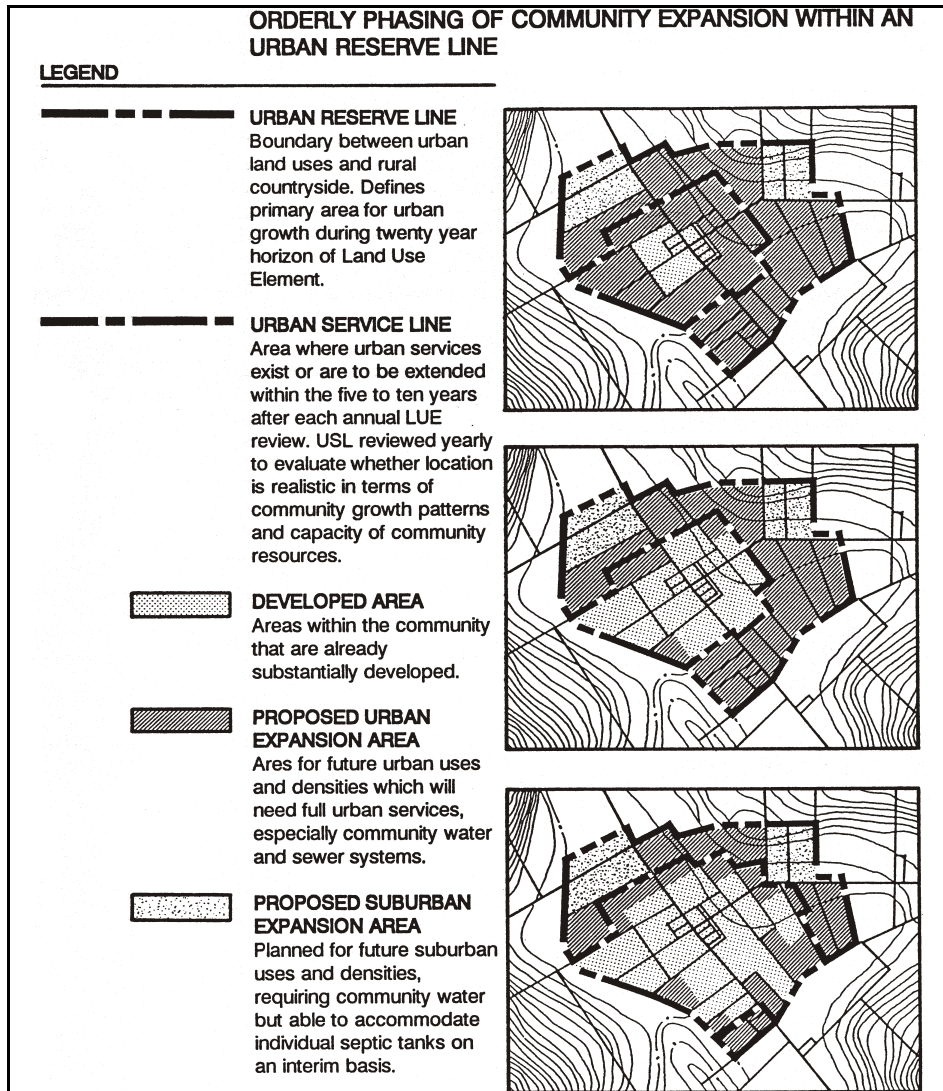 ORDERLY PHASING OF COMMUNITY EXPANSION WITHIN AN
URBAN RESERVE LINE
LEGEND
URBAN RESERVE LINE
Boundary between urban
land uses and rural
countryside. Defines
primary area for urban
growth during twenty year
horizon of Land Use
Element.
URBAN SERVICE LINE
Area where urban services
exist or are to be extended
within the five to ten years
after each annual LUE
review. USL reviewed yearly
to evaluate whether location
is realistic in terms of
community growth patterns
and capacity of community
resources.
DEVELOPED AREA
Areas within the community
that are already
substantially developed.
PROPOSED URBAN
EXPANSION AREA
Ares for future urban uses
and densities which will
need full urban services,
especially community water
and sewer systems.
PROPOSED SUBURBAN
EXPANSION AREA
Planned for future suburban
uses and densities,
requiring community water
but able to accommodate
individual septic tanks on
an interim basis.